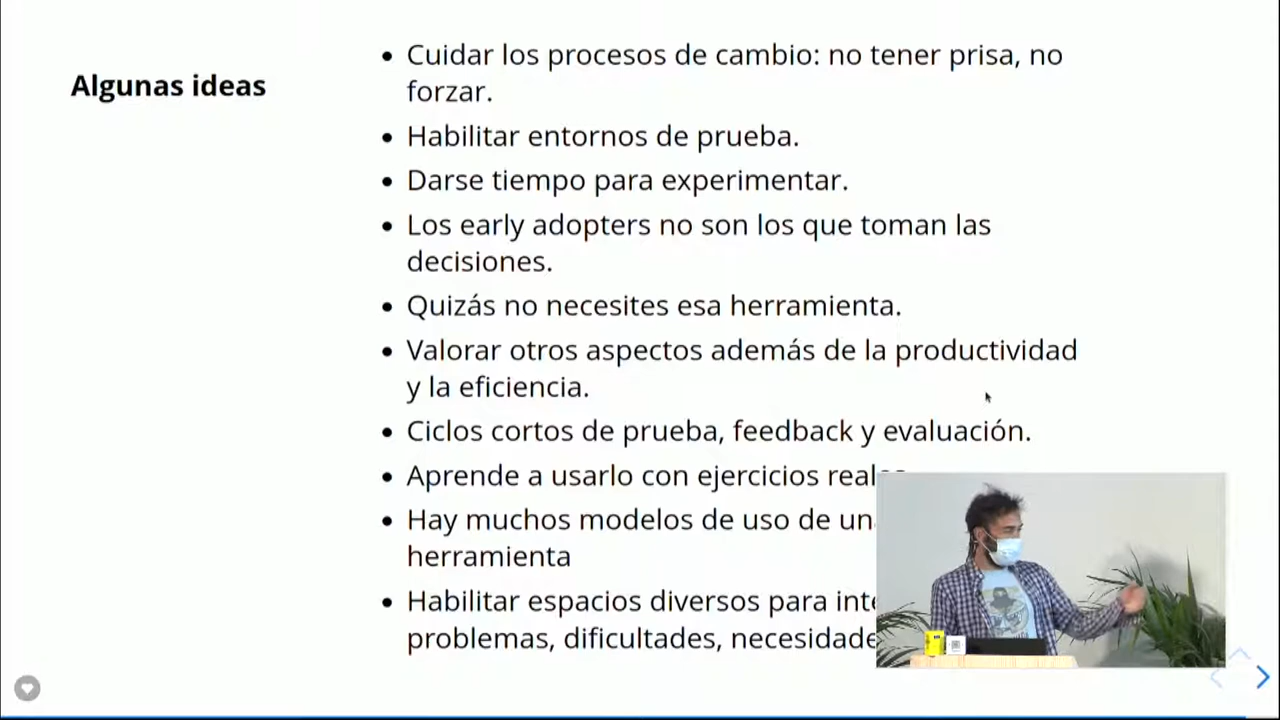 Algunas ideas
• Cuidar los procesos de cambio: no tener prisa, no
forzar.
• Habilitar entornos de prueba.
• Darse tiempo para experimentar.
• Los early adopters no son los que toman las
decisiones.
• Quizás no necesites esa herramienta.
• Valorar otros aspectos además de la productividad
y la eficiencia.
• Ciclos cortos de prueba, feedback y evaluación.
• Aprende a usarlo con ejercicios
• Hay muchos modelos de uso de
herramienta
• Habilitar espacios diversos para
problemas, dificultades,